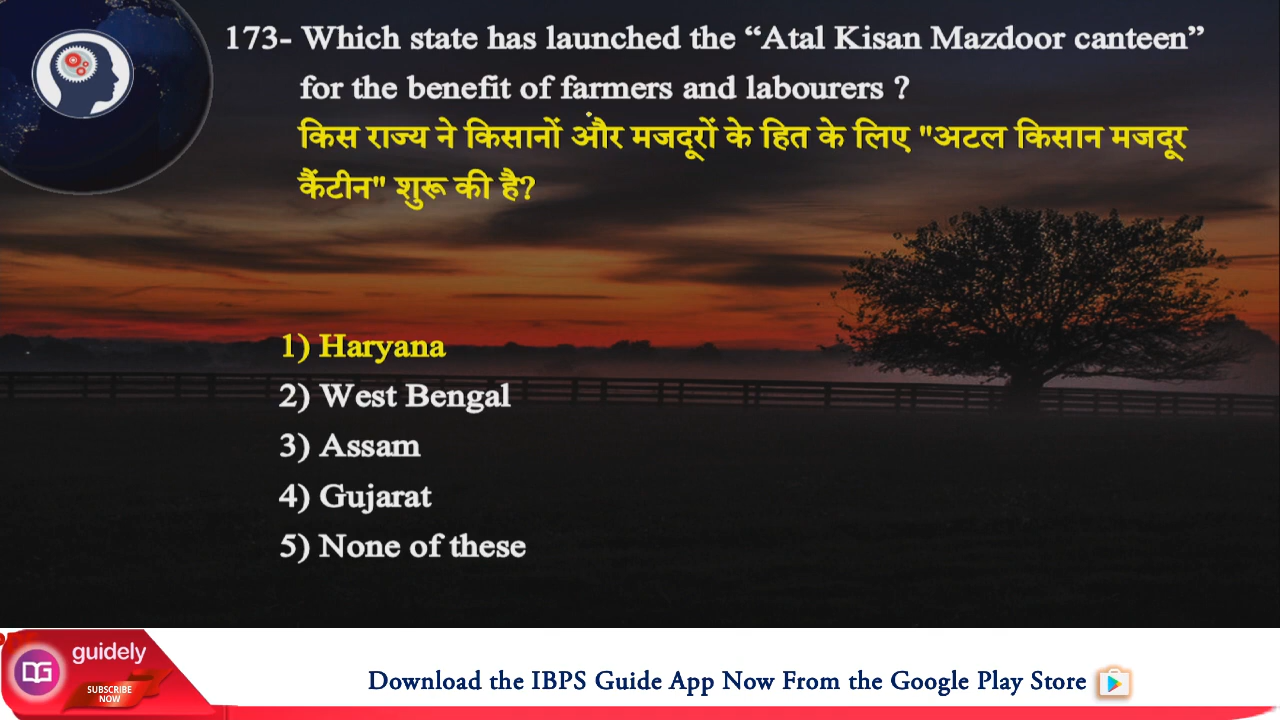 173- Which state has launched the “Atal Kisan Mazdoor canteen”
for the benefit of farmers and labourers ?
किस राज्य ने किसानों और मजदूरों के हित के लिए "अटल किसान मजदूर
कैंटीन" शुरू की है?
1) Haryana
2) West Bengal
3) Assam
4) Gujarat
5) None of these
guidely
SUBSCRIBE
NOW
Download the IBPS Guide App Now From the Google Play Store